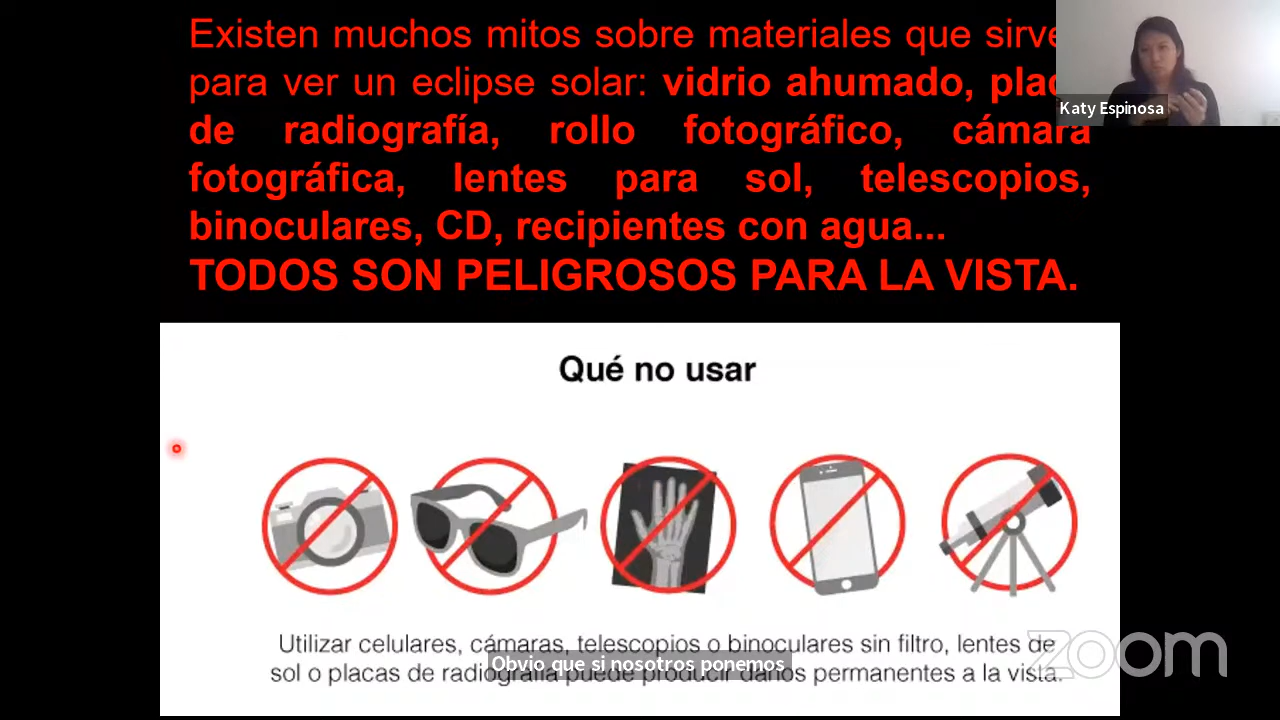 Existen muchos mitos sobre materiales que sirve
para ver un eclipse solar: vidrio ahumado, plac
de radiografía, rollo fotográfico, cámara
fotográfica, lentes para sol, telescopios,
binoculares, CD, recipientes con agua...
TODOS SON PELIGROSOS PARA LA VISTA.
Katy Espinosa
Qué no usar
Utilizar celulares, cámaras, telescopios o binoculares sin filtro, lentes de
sol o placas de radiografía puede producir daños permanentes a la vista.
Obvio que si nosotros ponemos
zoom